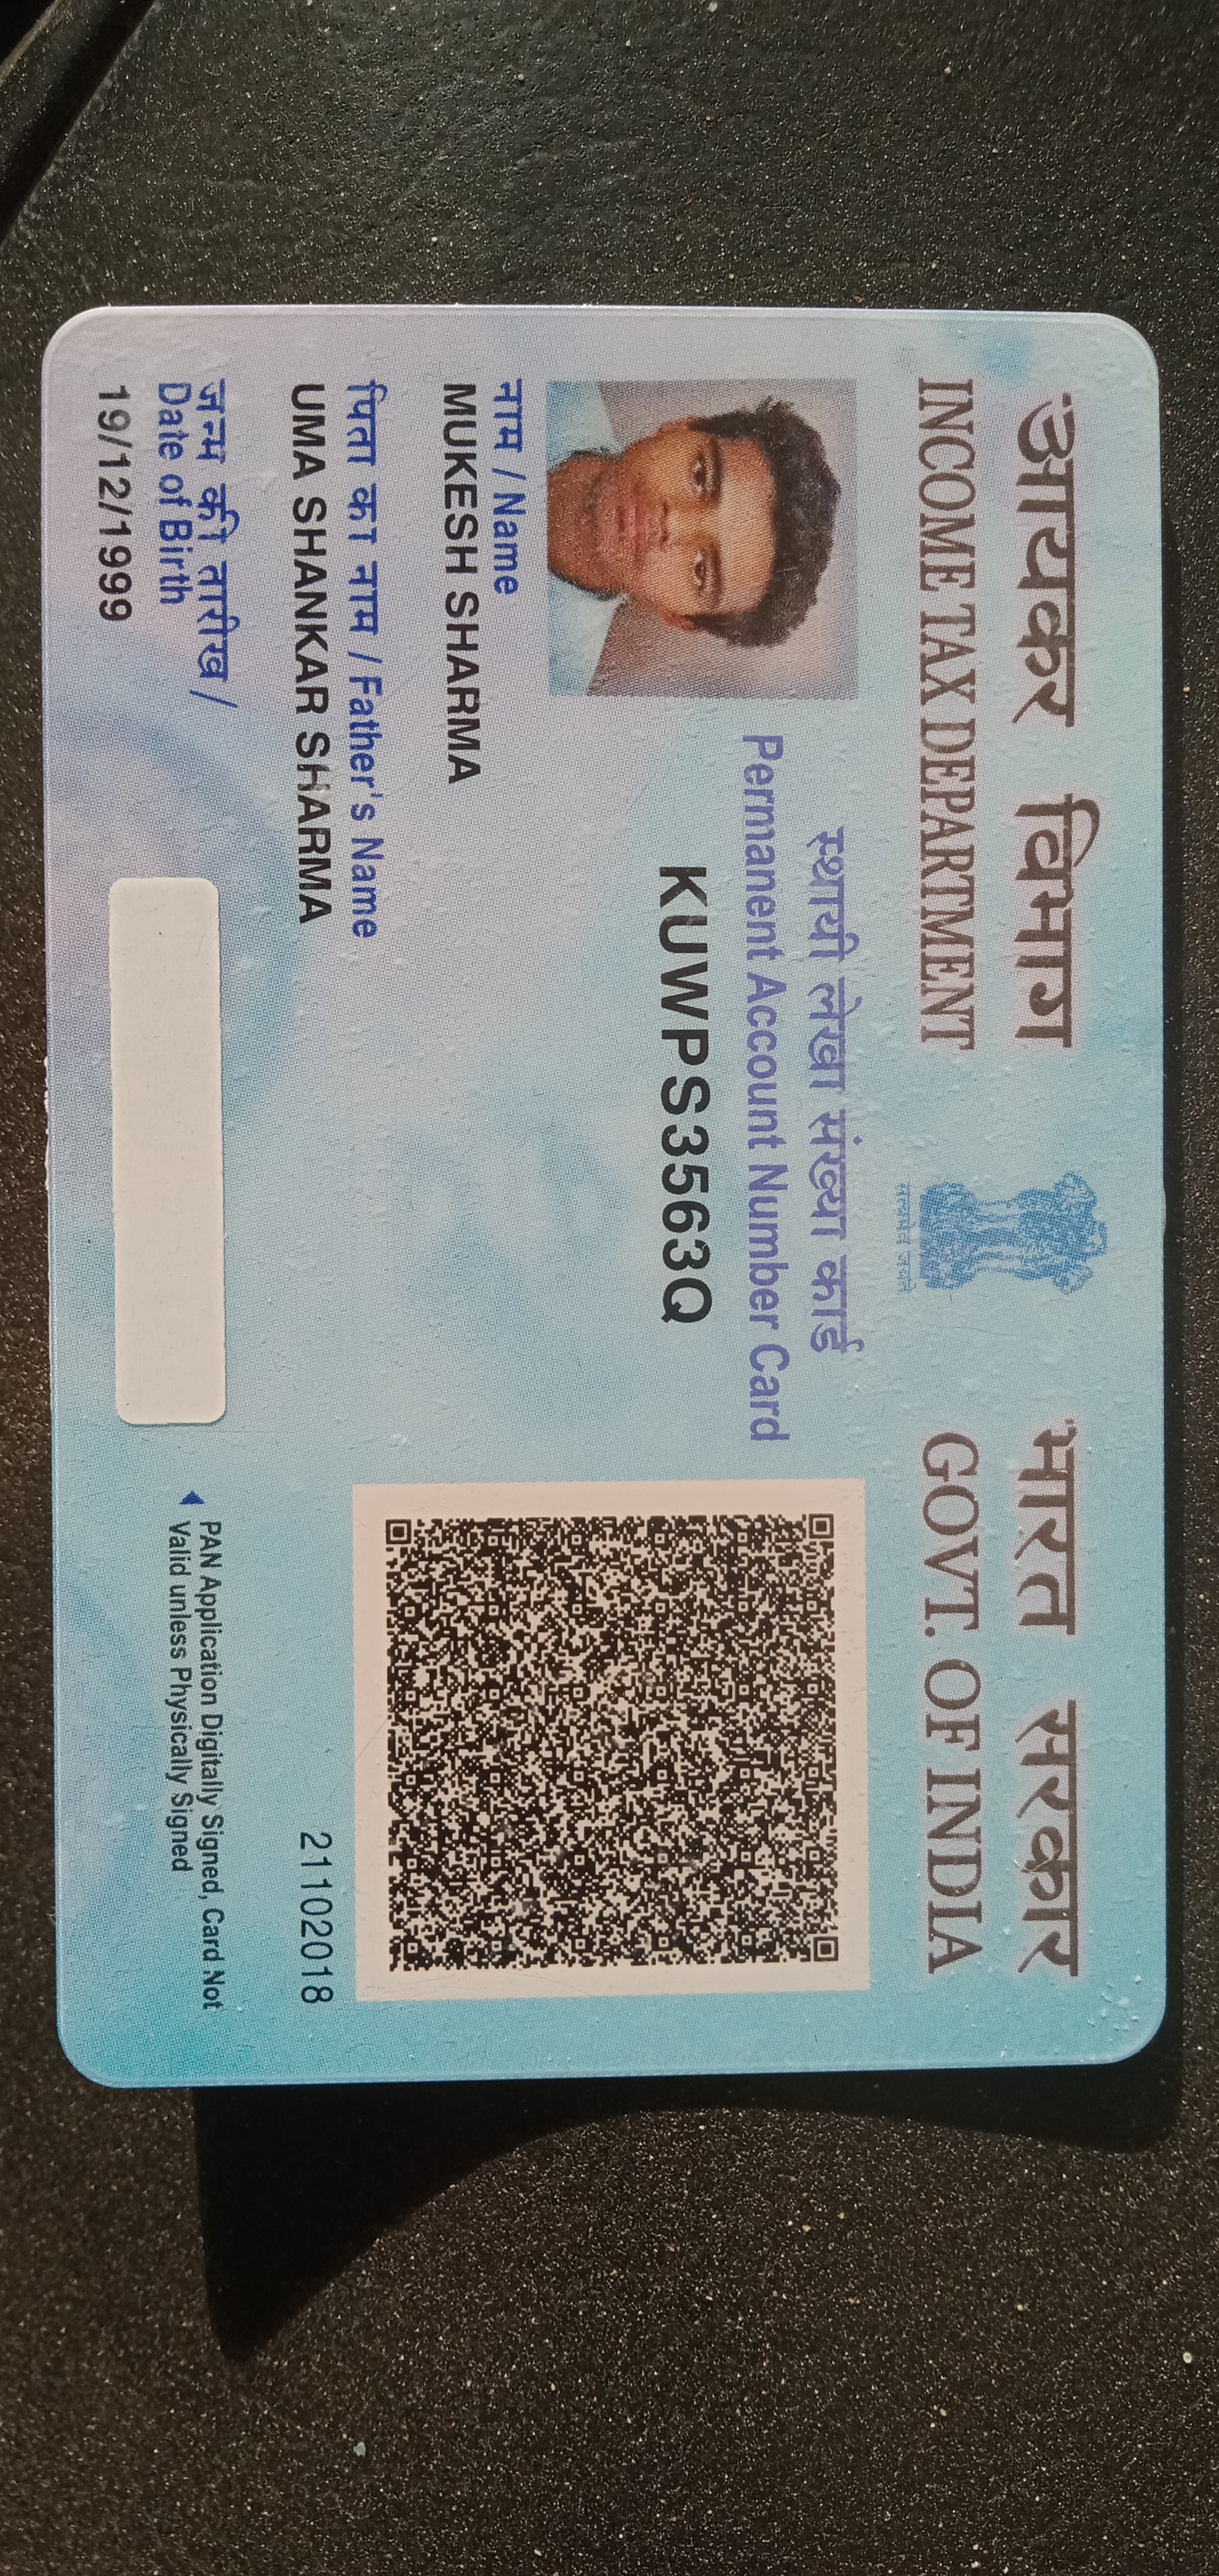 आयकर विभाग
INCOME TAX DEPARTMENT
सत्यमेव जयते
भारत सरकार
GOVT. OF INDIA
स्थायी लेखा संख्या कार्ड
Permanent Account Number Card
KUWPS3563Q
नाम / Name
MUKESH SHARMA
पिता का नाम / Father's Name
UMA SHANKAR SHARMA
जन्म की तारीख /
Date of Birth
19/12/1999
21102018
PAN Application Digitally Signed, Card Not
Valid unless Physically Signed